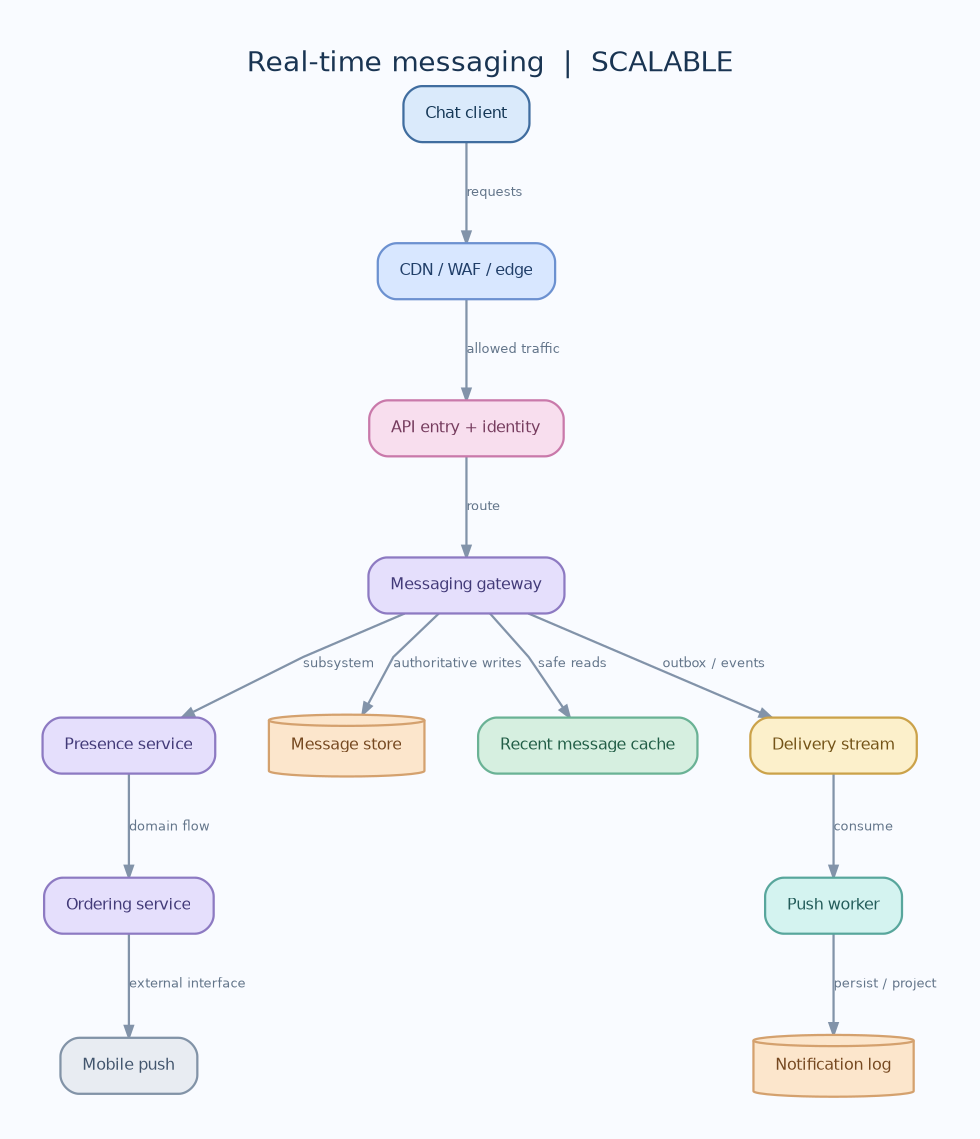 Real-time messaging  |  SCALABLE
Chat client
requests
CDN / WAF / edge
allowed traffic
API entry + identity
route
Messaging gateway
subsystem
authoritative writes
safe reads
outbox / events
Presence service
Message store
Recent message cache
Delivery stream
domain flow
consume
Ordering service
Push worker
external interface
persist / project
Mobile push
Notification log